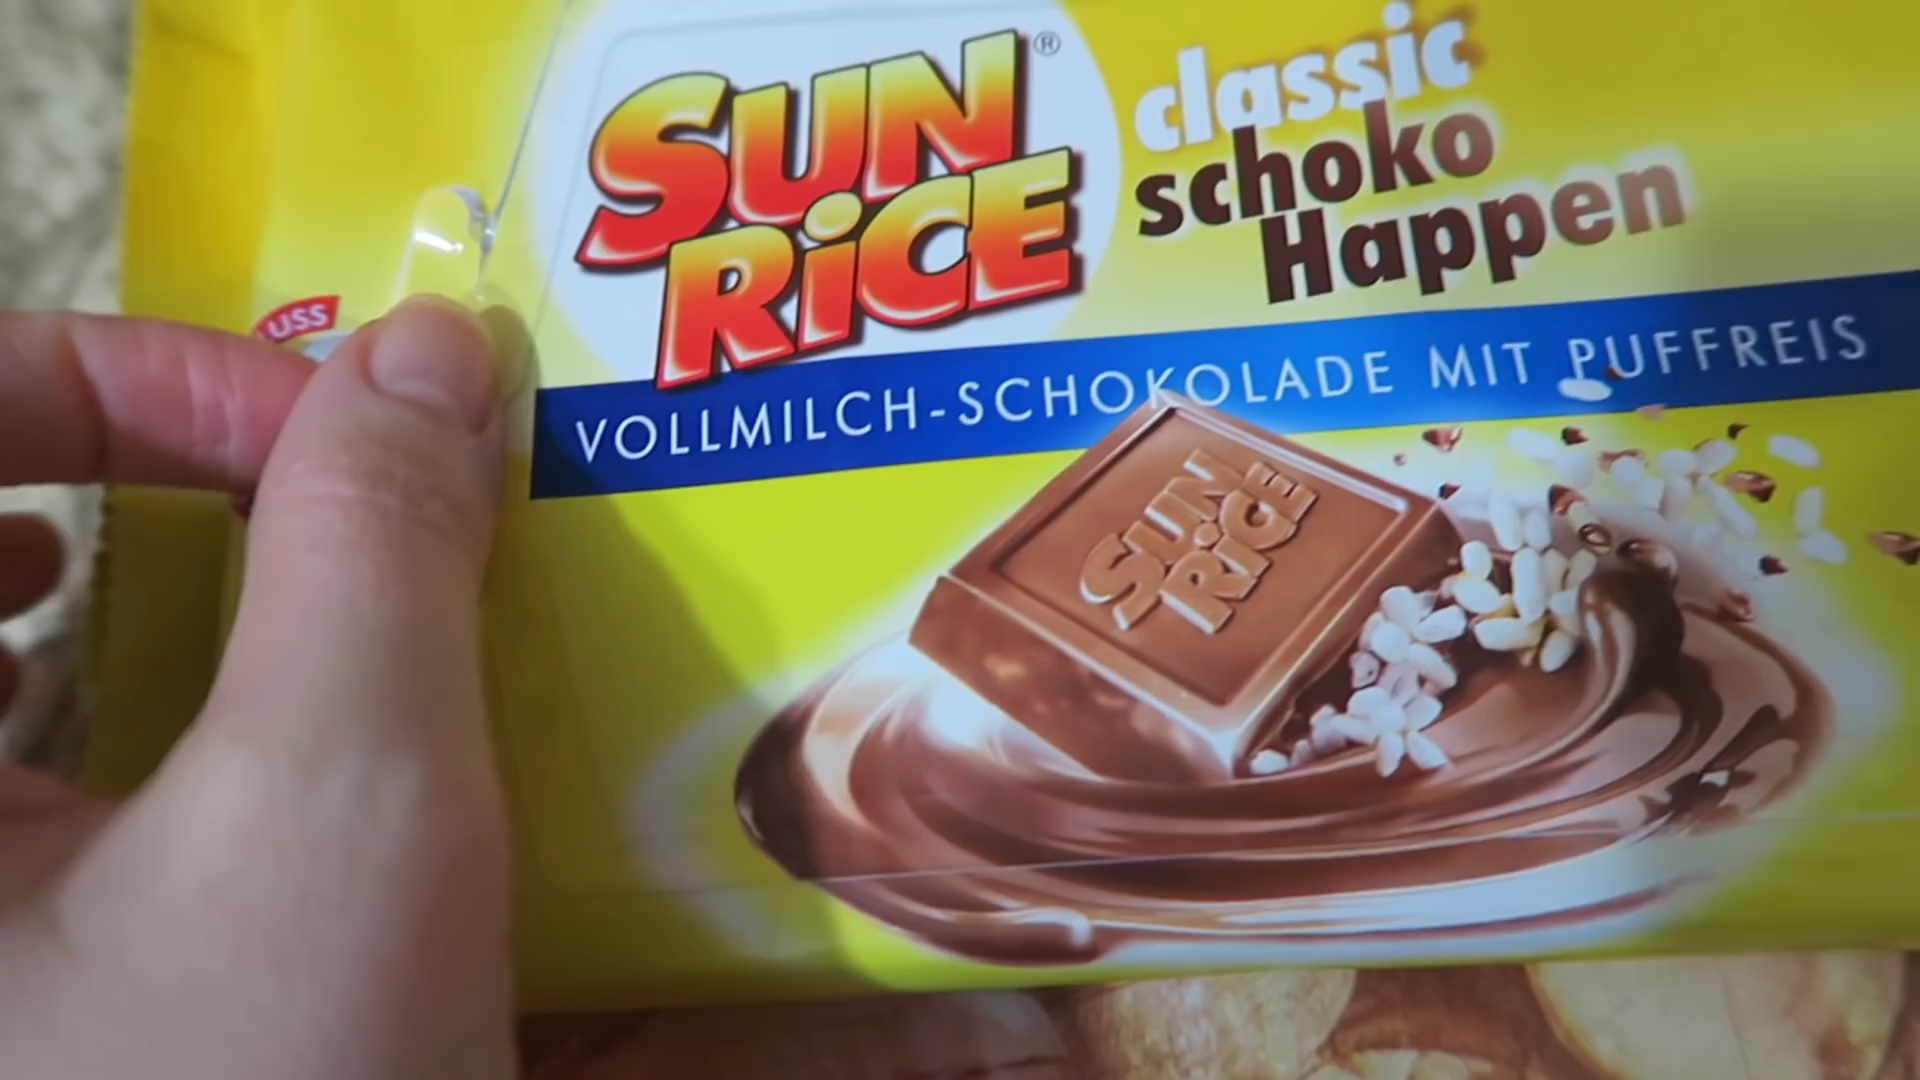 SUN
RiCE®
classic
schoko
Happen
VOLLMILCH-SCHOKOLADE MIT PUFFREIS
SUN
RiCE